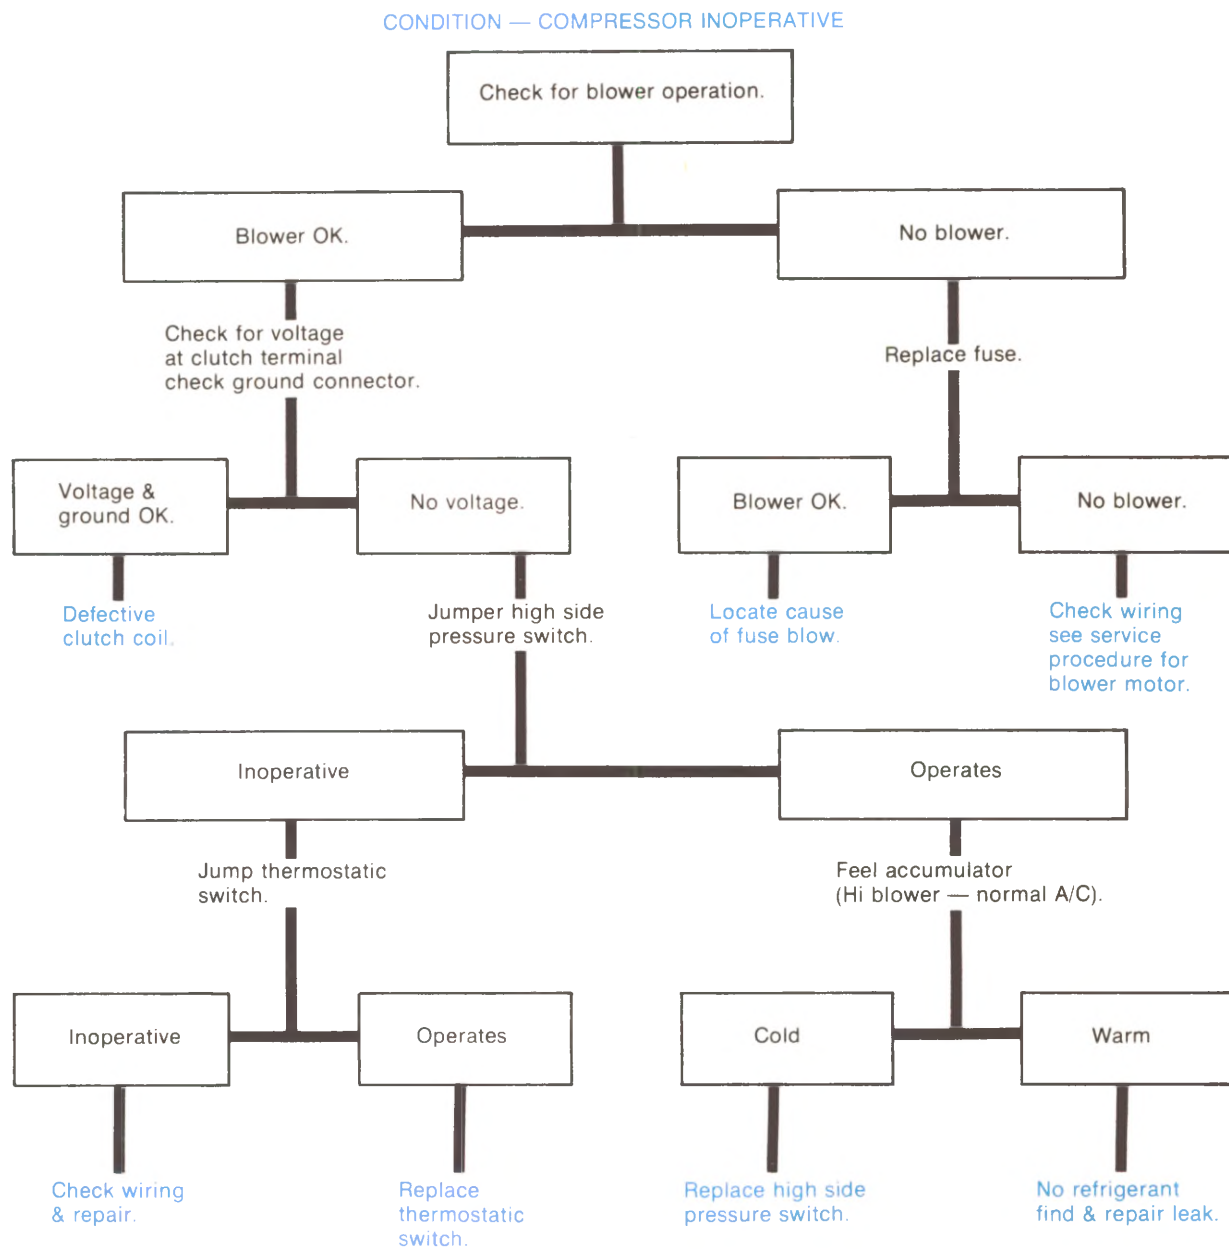 CONDITION — COMPRESSOR INOPERATIVE
Check for blower operation.
Blower OK.
No blower.
Check for voltage
at clutch terminal
check ground connector.
Replace fuse.
Voltage &
ground OK.
No voltage.
Blower OK.
No blower.
Defective
clutch coil.
Jumper high side
pressure switch.
Locate cause
of fuse blow.
Check wiring
see service
procedure for
blower motor.
Inoperative
Operates
Jump thermostatic
switch.
Feel accumulator
(Hi blower — normal A/C).
Inoperative
Operates
Cold
Warm
Check wiring
& repair.
Replace
thermostatic
switch.
Replace high side
pressure switch.
No refrigerant
find & repair leak.